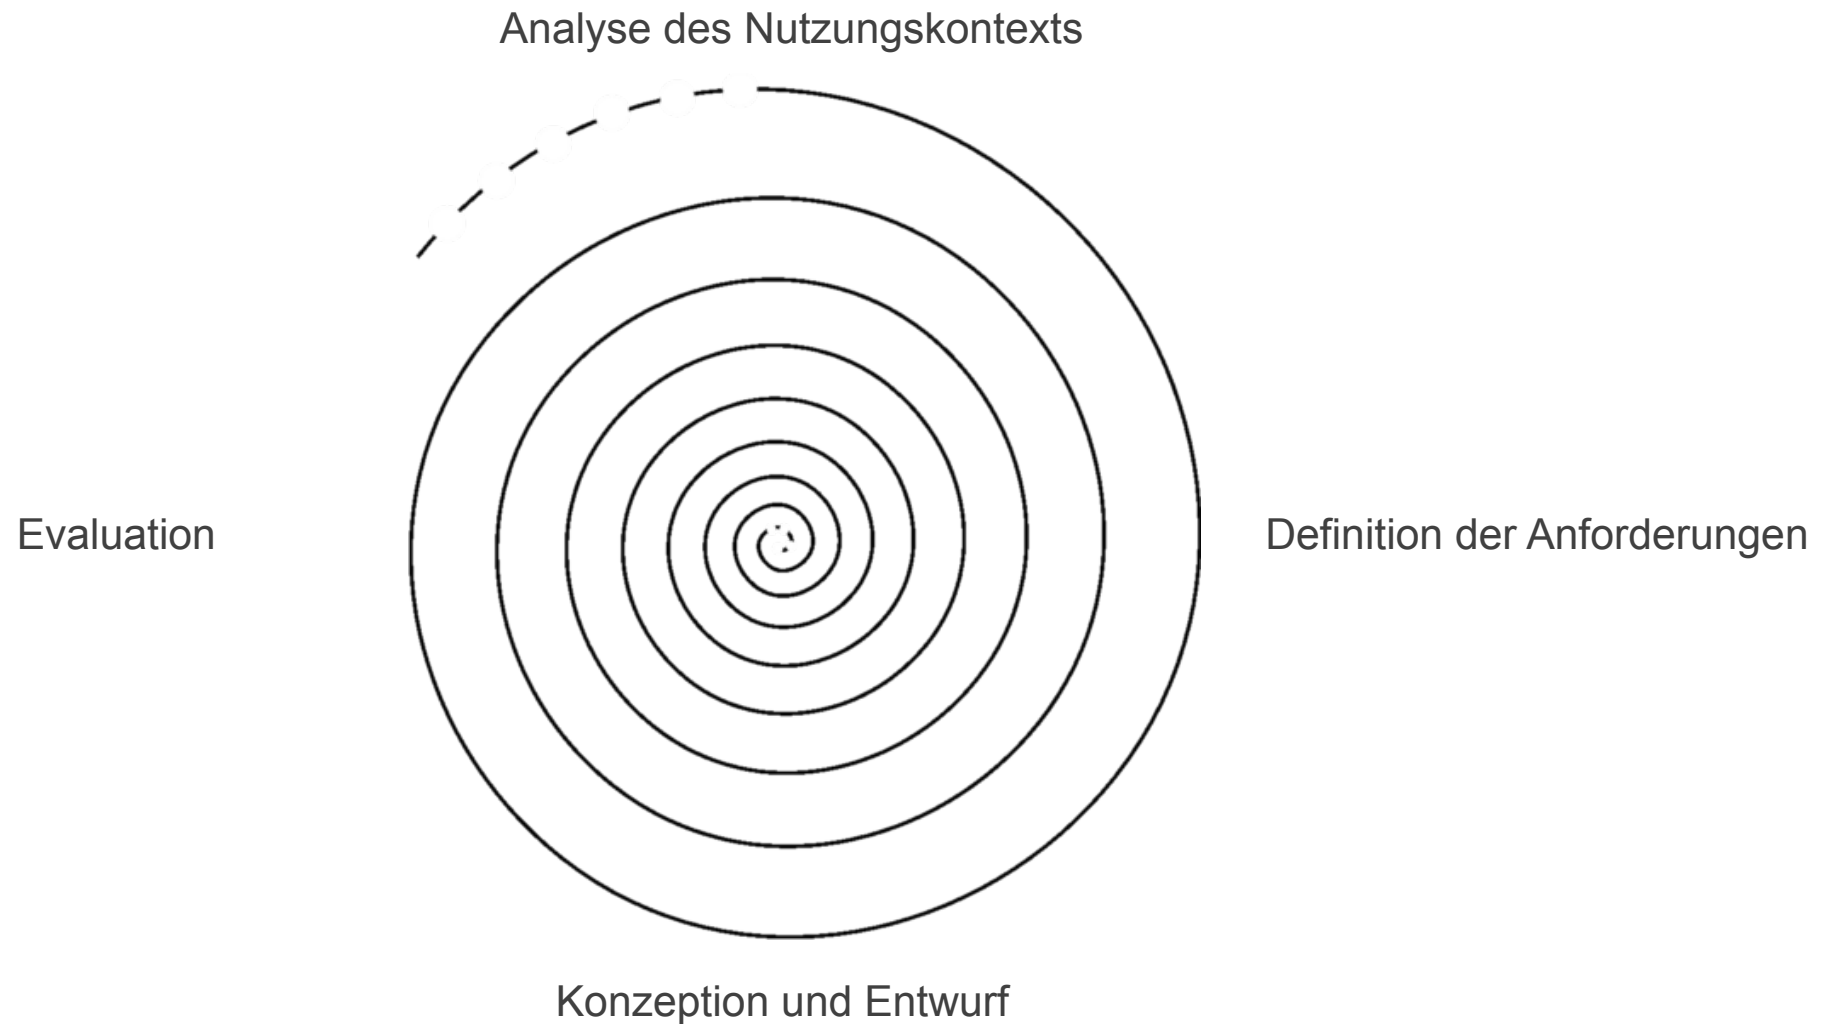 Analyse des Nutzungskontexts
Evaluation
Definition der Anforderungen
Konzeption und Entwurf